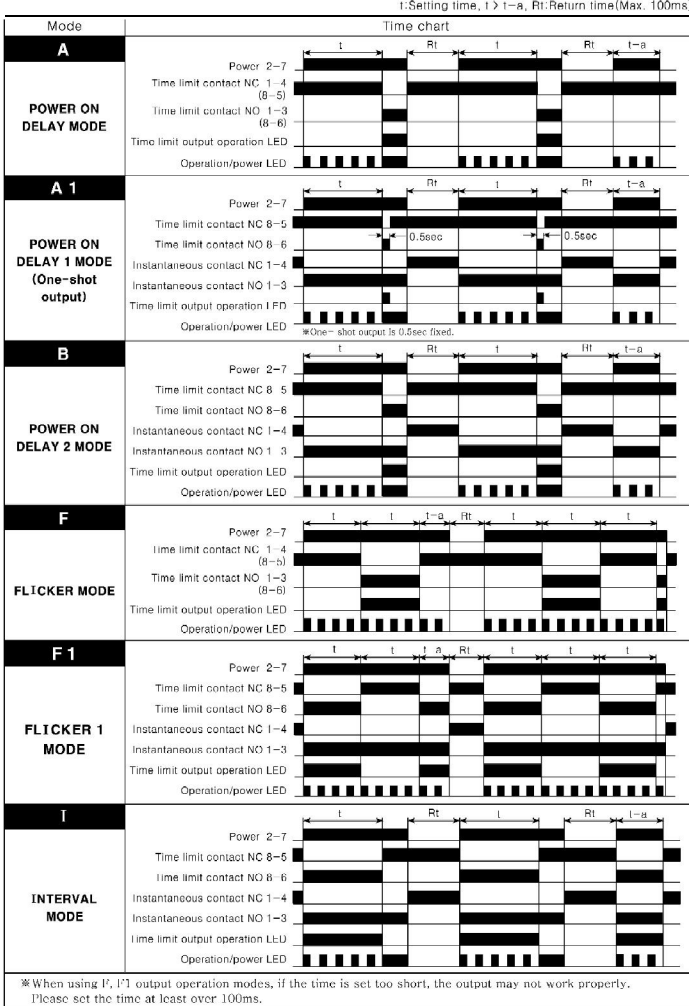 t:Setting time, t > t-a, Rt:Return time(Max. 100ms)
Mode Time chart
A
POWER ON
DELAY MODE
t Rt t Rt t-a
Power 2-7
Time limit contact NC 1-4
(8-5)
Time limit contact NO 1-3
(8-6)
Time limit output operation LED
Operation/power LED
A 1
POWER ON
DELAY 1 MODE
(One-shot
output)
t Rt t Rt t-a
Power 2-7
Time limit contact NC 8-5
Time limit contact NO 8-6
0.5sec 0.5sec
Instantaneous contact NC 1-4
Instantaneous contact NO 1-3
Time limit output operation LED
Operation/power LED
※One- shot output is 0.5sec fixed.
B
POWER ON
DELAY 2 MODE
t Rt t Rt t-a
Power 2-7
Time limit contact NC 8 5
Time limit contact NO 8-6
Instantaneous contact NC 1-4
Instantaneous contact NO 1 3
Time limit output operation LED
Operation/power LED
F
FLICKER MODE
t t t-a Rt t t t
Power 2-7
Time limit contact NC 1-4
(8-5)
Time limit contact NO 1-3
(8-6)
Time limit output operation LED
Operation/power LED
F 1
FLICKER 1
MODE
t t t a Rt t t t
Power 2-7
Time limit contact NC 8-5
Time limit contact NO 8-6
Instantaneous contact NC 1-4
Instantaneous contact NO 1-3
Time limit output operation LED
Operation/power LED
I
INTERVAL
MODE
t Rt t Rt t-a
Power 2-7
Time limit contact NC 8-5
Time limit contact NO 8-6
Instantaneous contact NC 1-4
Instantaneous contact NO 1-3
Time limit output operation LED
Operation/power LED
※When using F, F1 output operation modes, if the time is set too short, the output may not work properly.
Please set the time at least over 100ms.